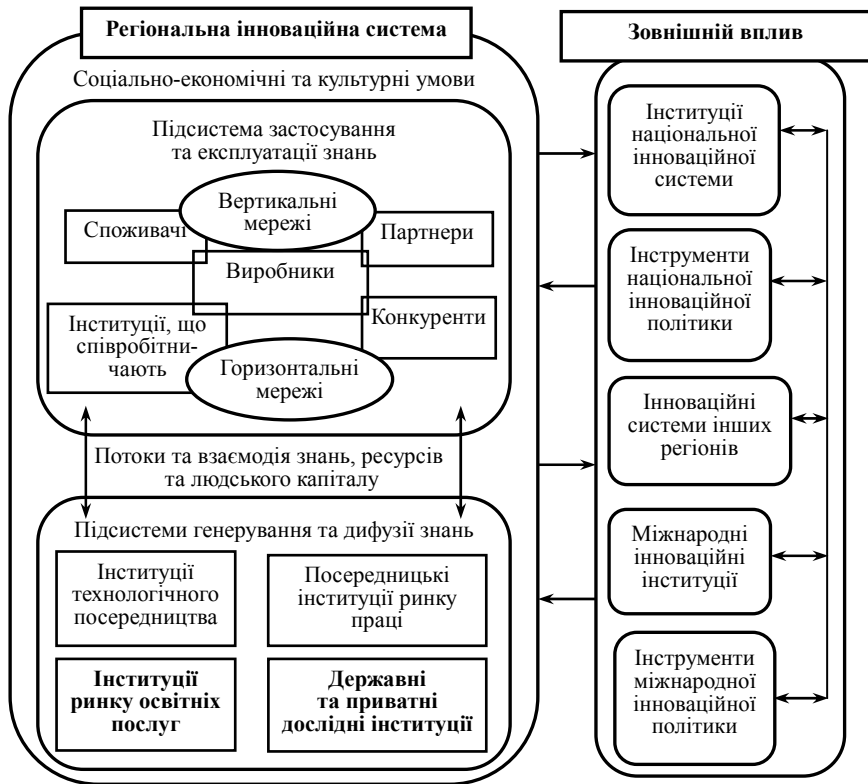 Регіональна інноваційна система
Соціально-економічні та культурні умови
Підсистема застосування
та експлуатації знань
Вертикальні
мережі
Споживачі
Партнери
Виробники
Інституції, що
співробітни-
чають
Конкуренти
Горизонтальні
мережі
Потоки та взаємодія знань, ресурсів
та людського капіталу
Підсистеми генерування та дифузії знань
Інституції
технологічного
посередництва
Посередницькі
інституції ринку
праці
Інституції
ринку освітніх
послуг
Державні
та приватні
дослідні інституції
Зовнішній вплив
Інституції
національної
інноваційної
системи
Інструменти
національної
інноваційної
політики
Інноваційні
системи інших
регіонів
Міжнародні
інноваційні
інституції
Інструменти
міжнародної
інноваційної
політики